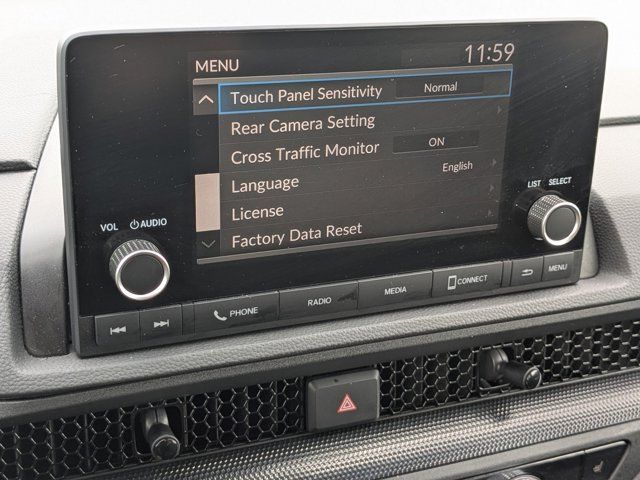 MENU 11:59
Touch Panel Sensitivity Normal
Rear Camera Setting
Cross Traffic Monitor ON
Language English
License
Factory Data Reset
VOL AUDIO
LIST SELECT
PHONE RADIO MEDIA CONNECT MENU